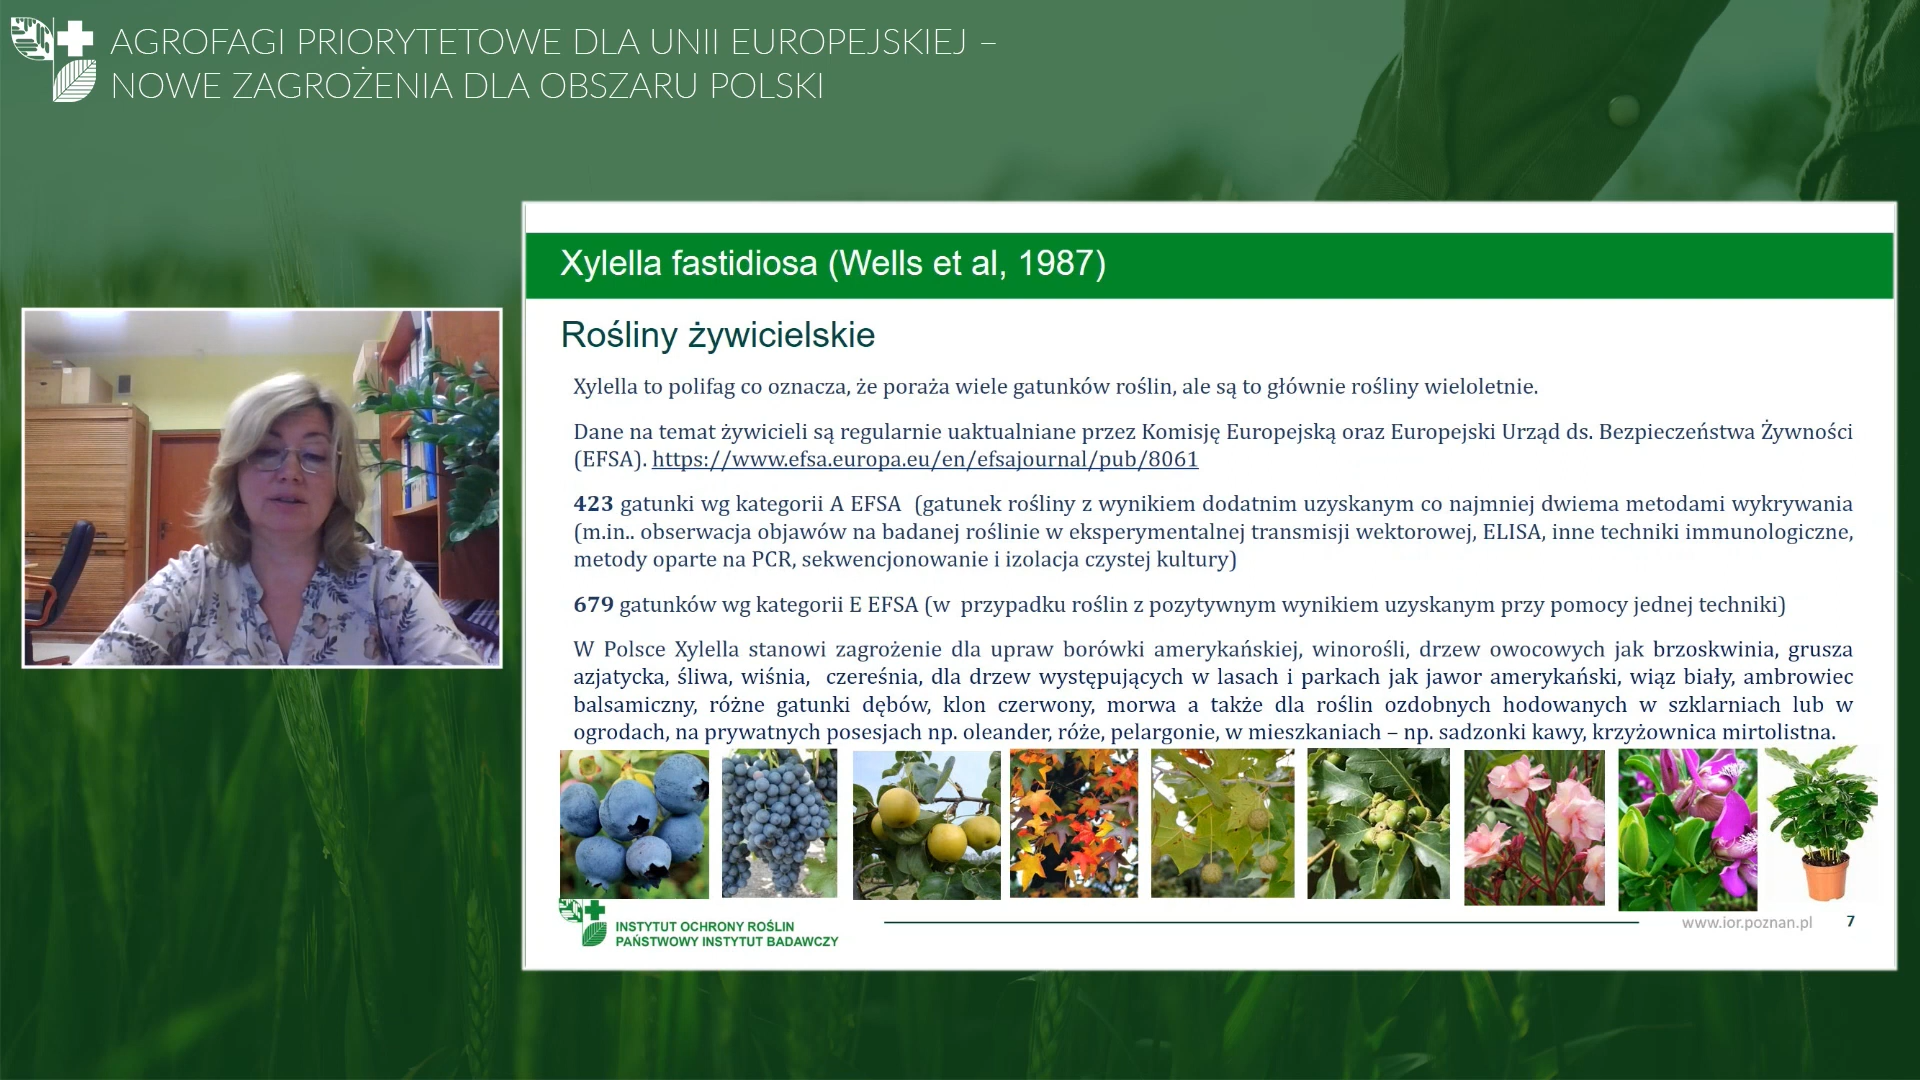 AGROFAGI PRIORYTETOWE DLA UNII EUROPEJSKIEJ –
NOWE ZAGROŻENIA DLA OBSZARU POLSKI
Xylella fastidiosa (Wells et al, 1987)
Rośliny żywicielskie
Xylella to polifag co oznacza, że poraża wiele gatunków roślin, ale są to głównie rośliny wieloletnie.
Dane na temat żywicieli są regularnie uaktualniane przez Komisję Europejską oraz Europejski Urząd ds. Bezpieczeństwa Żywności
(EFSA). https://www.efsa.europa.eu/en/efsajournal/pub/8061
423 gatunki wg kategorii A EFSA (gatunek rośliny z wynikiem dodatnim uzyskanym co najmniej dwiema metodami wykrywania
(m.in.. obserwacja objawów na badanej roślinie w eksperymentalnej transmisji wektorowej, ELISA, inne techniki immunologiczne,
metody oparte na PCR, sekwencjonowanie i izolacja czystej kultury)
679 gatunków wg kategorii E EFSA (w przypadku roślin z pozytywnym wynikiem uzyskanym przy pomocy jednej techniki)
W Polsce Xylella stanowi zagrożenie dla upraw borówki amerykańskiej, winorośli, drzew owocowych jak brzoskwinia, grusza
azjatycka, śliwa, wiśnia, czereśnia, dla drzew występujących w lasach i parkach jak jawor amerykański, wiąz biały, ambrowiec
balsamiczny, różne gatunki dębów, klon czerwony, morwa a także dla roślin ozdobnych hodowanych w szklarniach lub w
ogrodach, na prywatnych posesjach np. oleander, róże, pelargonie, w mieszkaniach – np. sadzonki kawy, krzyżownica mirtolistna.
INSTYTUT OCHRONY ROŚLIN
PAŃSTWOWY INSTYTUT BADAWCZY
www.ior.poznan.pl 7